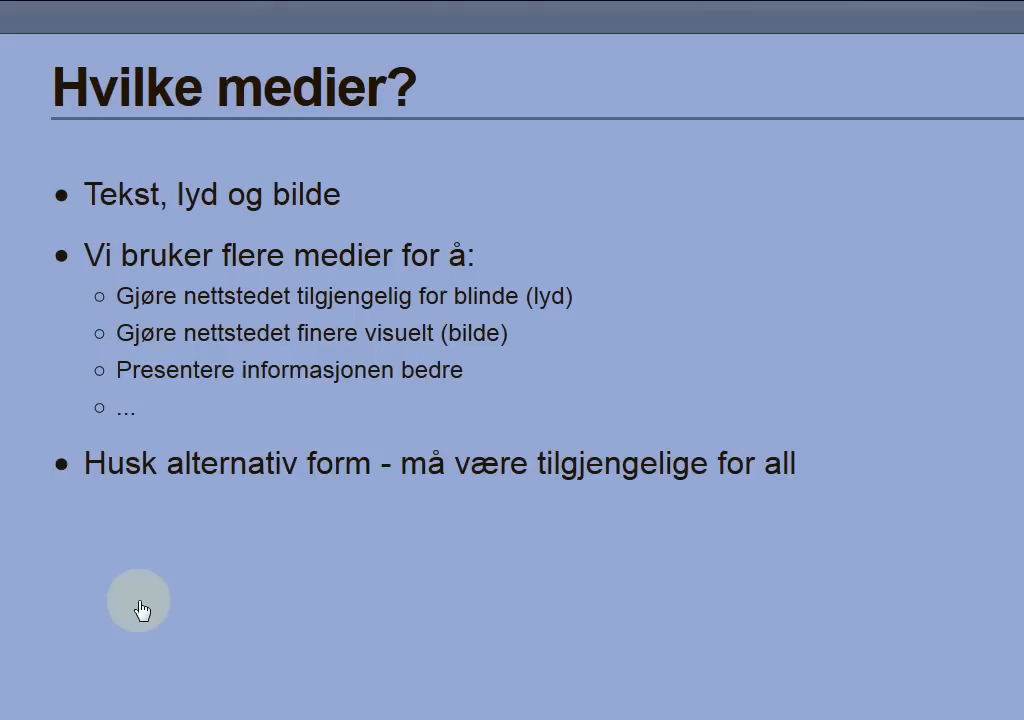 Hvilke medier?
• Tekst, lyd og bilde
• Vi bruker flere medier for å:
○ Gjøre nettstedet tilgjengelig for blinde (lyd)
○ Gjøre nettstedet finere visuelt (bilde)
○ Presentere informasjonen bedre
○ ...
• Husk alternativ form - må være tilgjengelige for all